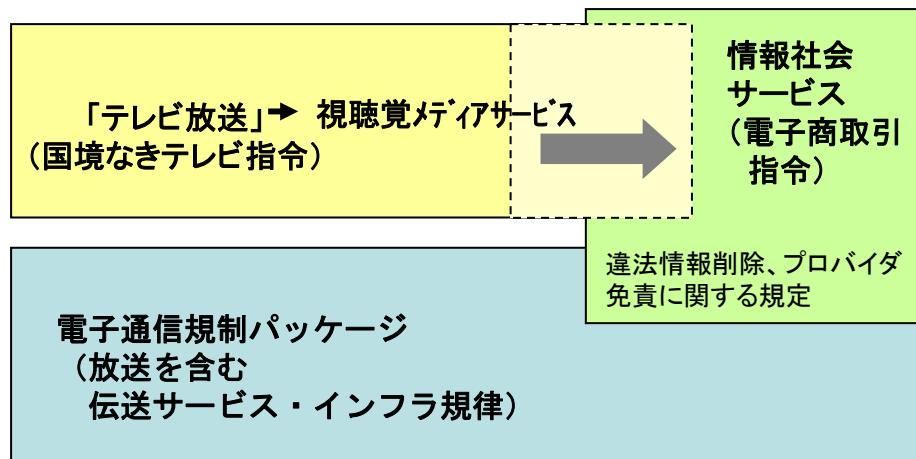 「テレビ放送」➔ 視聴覚メディアサービス
（国境なきテレビ指令）
情報社会
サービス
（電子商取引
指令）
違法情報削除、プロバイダ
免責に関する規定
電子通信規制パッケージ
（放送を含む
伝送サービス・インフラ規律）